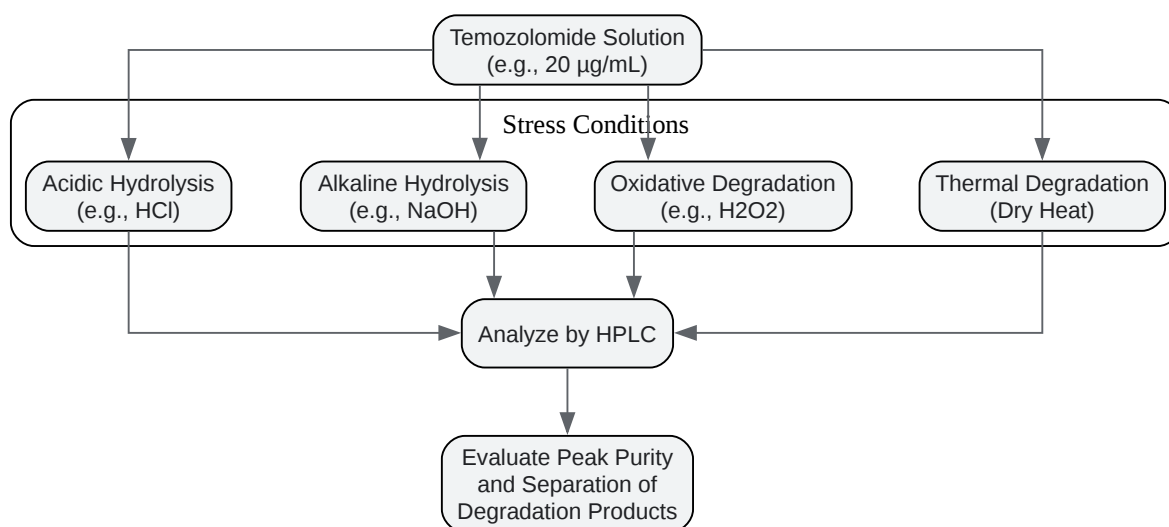 Temozolomide Solution
(e.g., 20 µg/mL)
Stress Conditions
Acidic Hydrolysis
(e.g., HCl)
Alkaline Hydrolysis
(e.g., NaOH)
Oxidative Degradation
(e.g., H2O2)
Thermal Degradation
(Dry Heat)
Analyze by HPLC
Evaluate Peak Purity
and Separation of
Degradation Products